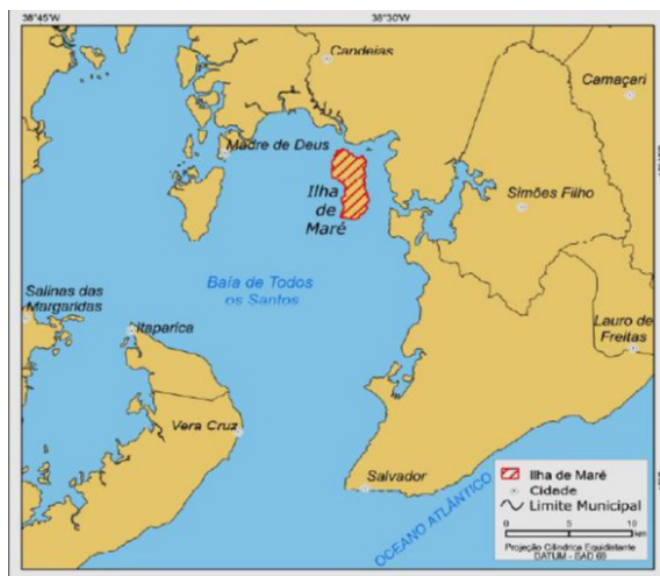 38°45'W
38°30'W
Candeias
Camaçari
Madre de Deus
Ilha
de
Maré
Simões Filho
Baía de Todos
os Santos
Salinas das
Margaridas
Itaparica
Lauro de
Freitas
Vera Cruz
Salvador
OCEANO ATLÂNTICO
Ilha de Maré
Cidade
Limite Municipal
0 5 10
km
Projeção Cilíndrica Equidistante
DATUM - SAD 69